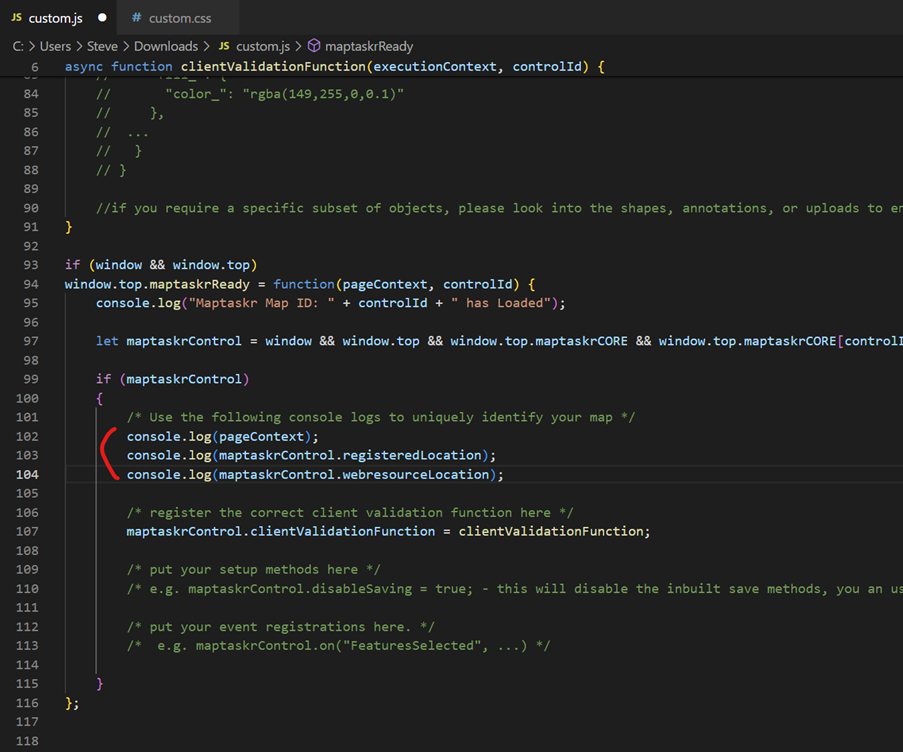 JS custom.js
# custom.css
C: > Users > Steve > Downloads > JS custom.js > maptaskrReady
6 async function clientValidationFunction(executionContext, controlId) {
84 // "color_": "rgba(149,255,0,0.1)"
85 // },
86 // ...
87 // }
88 // }
89
90 //if you require a specific subset of objects, please look into the shapes, annotations, or uploads to
91 }
92
93 if (window && window.top)
94 window.top.maptaskrReady = function(pageContext, controlId) {
95 console.log("Maptaskr Map ID: " + controlId + " has Loaded");
96
97 let maptaskrControl = window && window.top && window.top.maptaskrCORE && window.top.maptaskrCORE[controlI
98
99 if (maptaskrControl)
100 {
101 /* Use the following console logs to uniquely identify your map */
102 console.log(pageContext);
103 console.log(maptaskrControl.registeredLocation);
104 console.log(maptaskrControl.webresourceLocation);
105
106 /* register the correct client validation function here */
107 maptaskrControl.clientValidationFunction = clientValidationFunction;
108
109 /* put your setup methods here */
110 /* e.g. maptaskrControl.disableSaving = true; - this will disable the inbuilt save methods, you an us
111
112 /* put your event registrations here. */
113 /* e.g. maptaskrControl.on("FeaturesSelected", ...) */
114
115 }
116 };
117
118